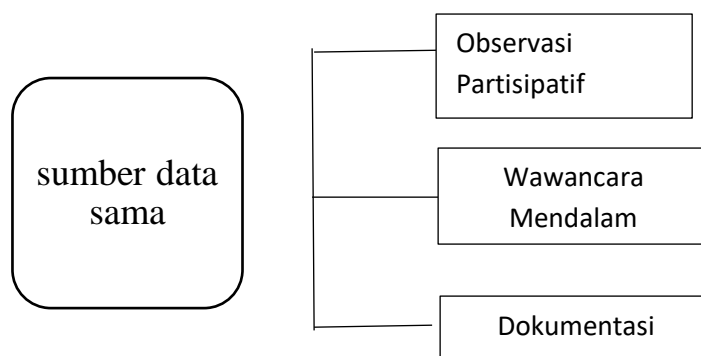 sumber data
sama
Observasi
Partisipatif
Wawancara
Mendalam
Dokumentasi